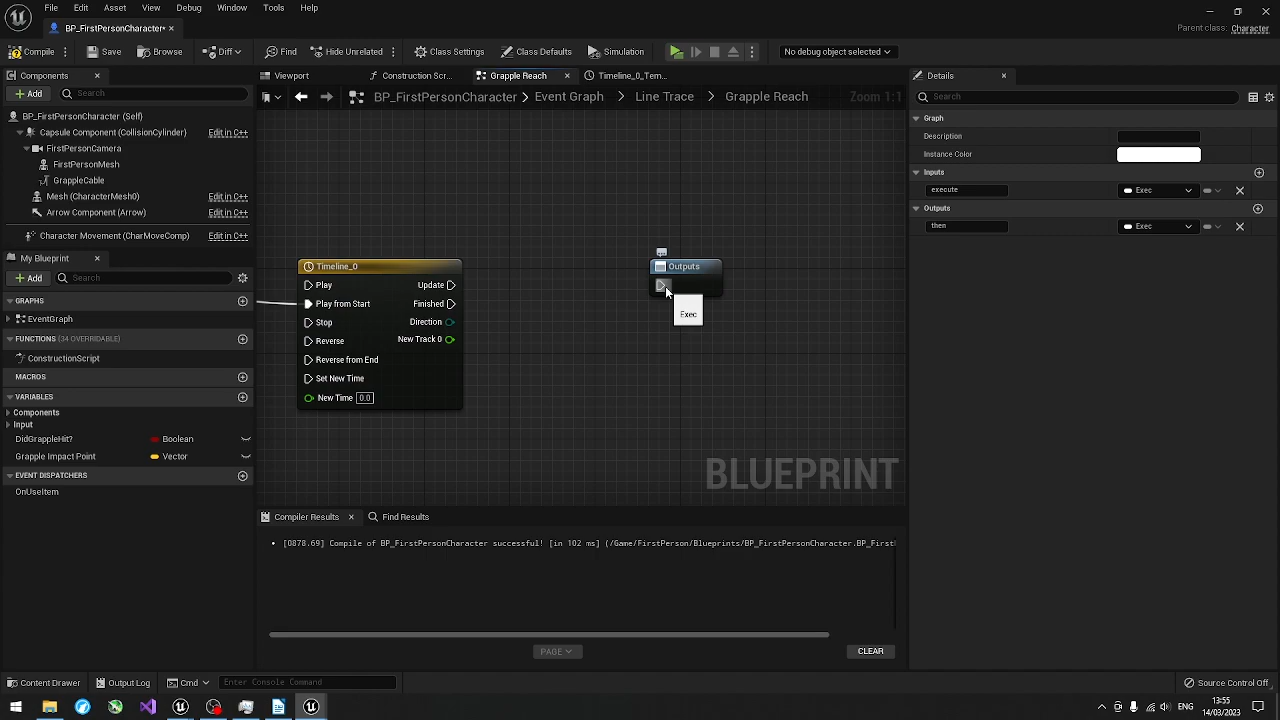 File Edit Asset View Debug Window Tools Help
BP_FirstPersonCharacter*
Parent class: Character
Compile Save Browse Diff Find Hide Unrelated Class Settings Class Defaults Simulation No debug object selected
Components Viewport Construction Scr... Grapple Reach Timeline_0_Tem... Details
Add Search BP_FirstPersonCharacter Event Graph Line Trace Grapple Reach Zoom 1:1 Search
BP_FirstPersonCharacter (Self)
Capsule Component (CollisionCylinder) Edit in C++
FirstPersonCamera
FirstPersonMesh
GrappleCable
Mesh (CharacterMesh0) Edit in C++
Arrow Component (Arrow) Edit in C++
Character Movement (CharMoveComp) Edit in C++
My Blueprint
Add Search
GRAPHS
EventGraph
FUNCTIONS (34 OVERRIDABLE)
ConstructionScript
MACROS
VARIABLES
Components
Input
DidGrappleHit? Boolean
Grapple Impact Point Vector
EVENT DISPATCHERS
OnUseItem
Timeline_0
Play Update
Play from Start Finished
Stop Direction
Reverse New Track 0
Reverse from End
Set New Time
New Time 0.0
Outputs
Exec
BLUEPRINT
Graph
Description
Instance Color
Inputs
execute Exec
Outputs
then Exec
Compiler Results Find Results
[0878.69] Compile of BP_FirstPersonCharacter successful! [in 102 ms] (/Game/FirstPerson/Blueprints/BP_FirstPersonCharacter.BP_First
PAGE CLEAR
Content Drawer Output Log Cmd Enter Console Command Source Control Off
ENG 13:55
14/03/2023